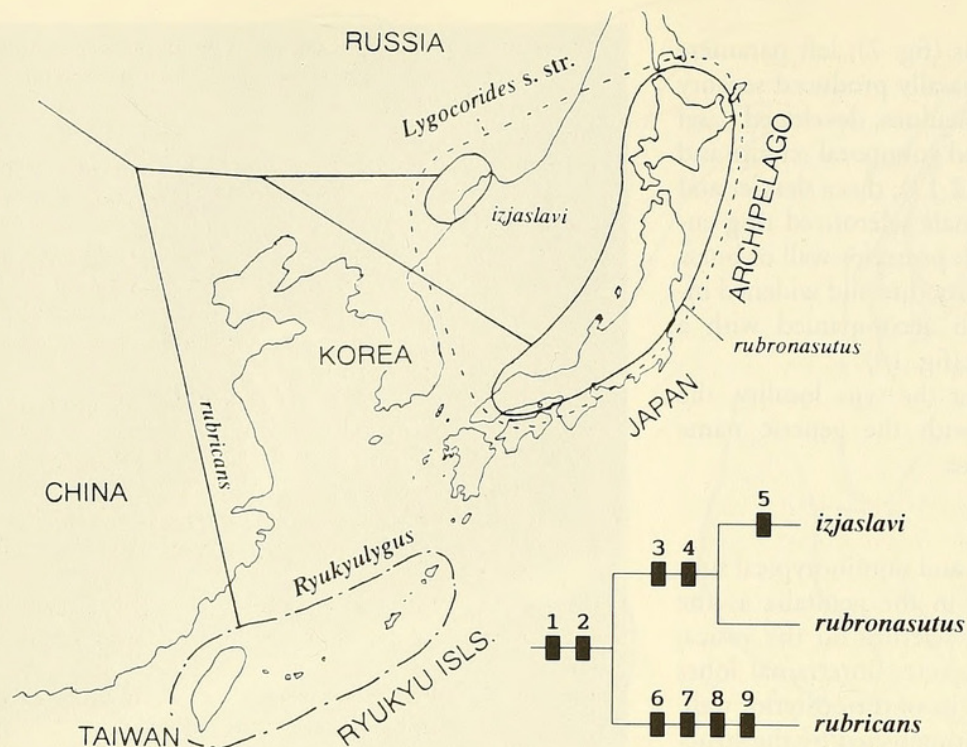 RUSSIA
Lygocorides s. str.
izjaslavi
ARCHIPELAGO
rubronasutus
KOREA
JAPAN
rubricans
CHINA
Ryukyulygus
RYUKYU ISLS.
TAIWAN
5
izjaslavi
3 4
rubronasutus
1 2
6 7 8 9
rubricans